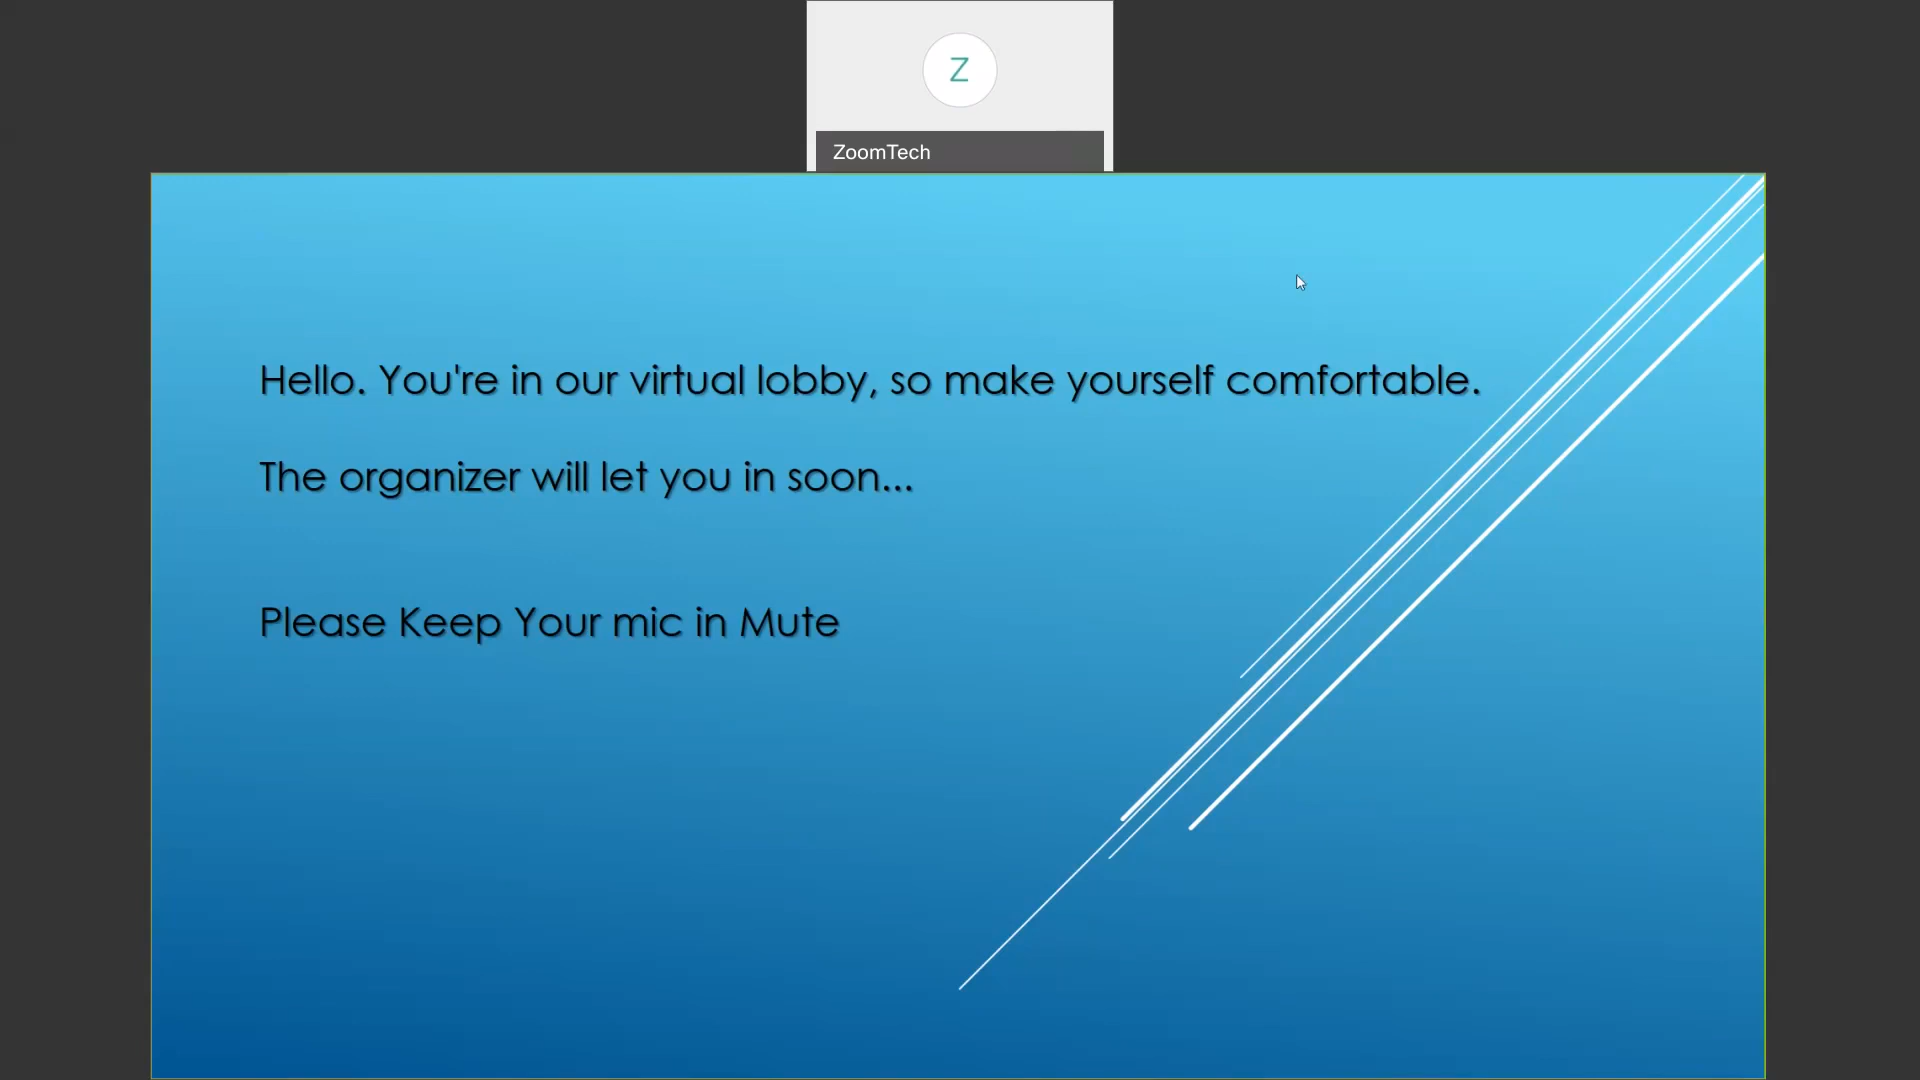 Z
ZoomTech
Hello. You're in our virtual lobby, so make yourself comfortable.
The organizer will let you in soon...
Please Keep Your mic in Mute